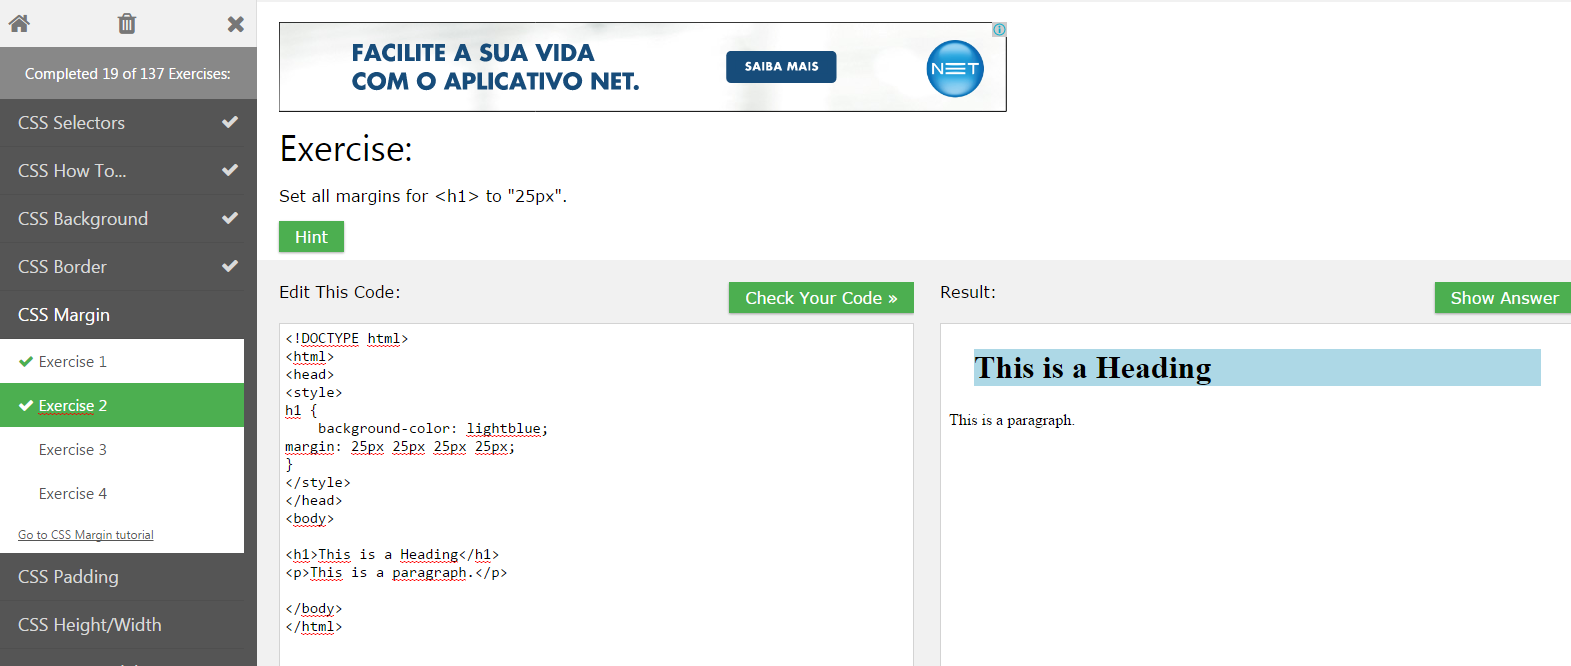 Completed 19 of 137 Exercises:
CSS Selectors
CSS How To...
CSS Background
CSS Border
CSS Margin
Exercise 1
Exercise 2
Exercise 3
Exercise 4
Go to CSS Margin tutorial
CSS Padding
CSS Height/Width
FACILITE A SUA VIDA
COM O APLICATIVO NET.
SAIBA MAIS
NET
Exercise:
Set all margins for <h1> to "25px".
Hint
Edit This Code:
Check Your Code »
<!DOCTYPE html>
<html>
<head>
<style>
h1 {
    background-color: lightblue;
margin: 25px 25px 25px 25px;
}
</style>
</head>
<body>

<h1>This is a Heading</h1>
<p>This is a paragraph.</p>

</body>
</html>
Result:
Show Answer
This is a Heading
This is a paragraph.